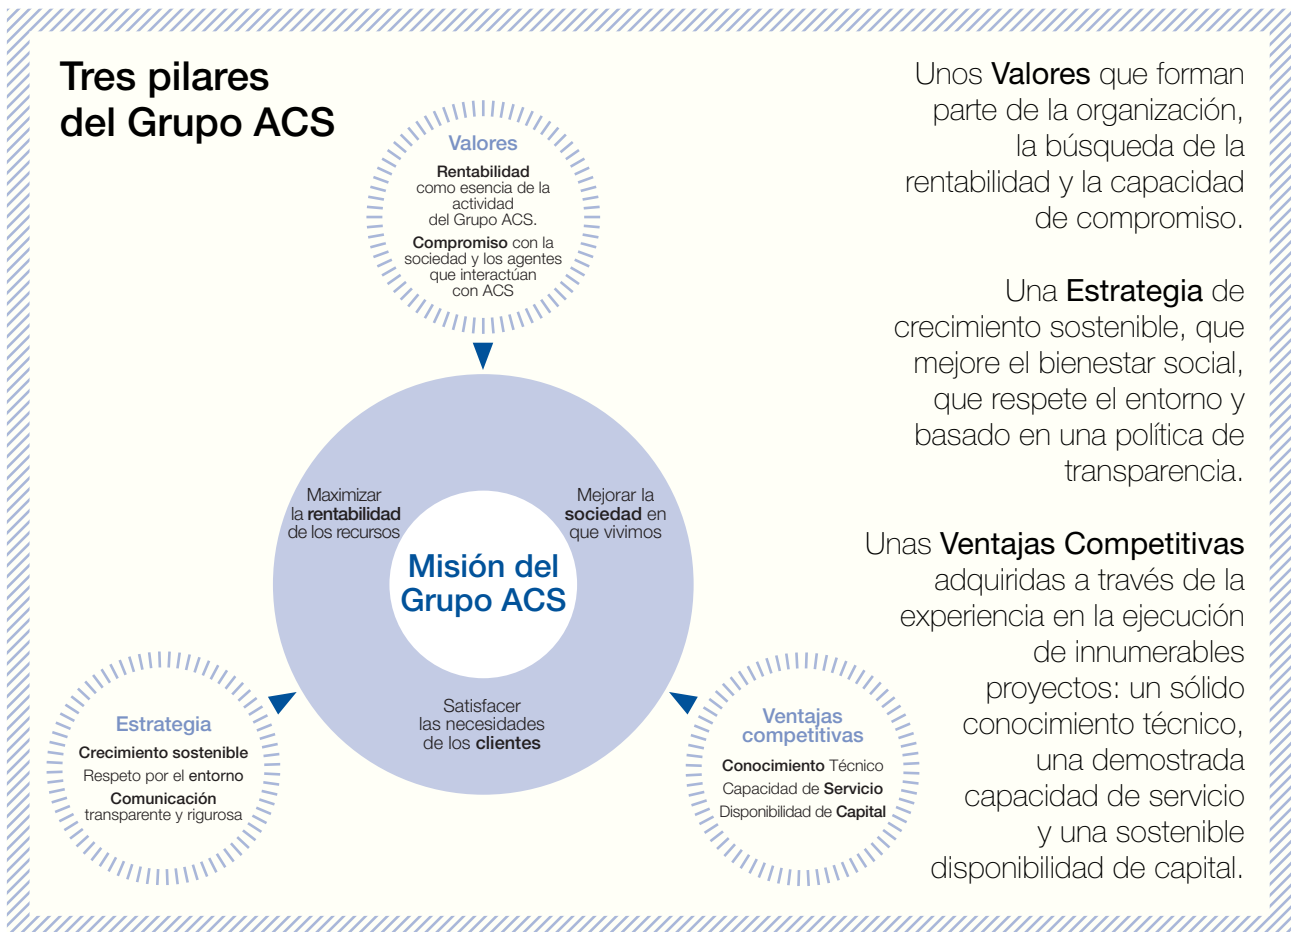 Tres pilares
del Grupo ACS
Valores
Rentabilidad
como esencia de la
actividad
del Grupo ACS.
Compromiso con la
sociedad y los agentes
que interactúan
con ACS
Maximizar
la rentabilidad
de los recursos
Mejorar la
sociedad en
que vivimos
Misión del
Grupo ACS
Satisfacer
las necesidades
de los clientes
Estrategia
Crecimiento sostenible
Respeto por el entorno
Comunicación
transparente y rigurosa
Ventajas
competitivas
Conocimiento Técnico
Capacidad de Servicio
Disponibilidad de Capital
Unos Valores que forman
parte de la organización,
la búsqueda de la
rentabilidad y la capacidad
de compromiso.
Una Estrategia de
crecimiento sostenible, que
mejore el bienestar social,
que respete el entorno y
basado en una política de
transparencia.
Unas Ventajas Competitivas
adquiridas a través de la
experiencia en la ejecución
de innumerables
proyectos: un sólido
conocimiento técnico,
una demostrada
capacidad de servicio
y una sostenible
disponibilidad de capital.